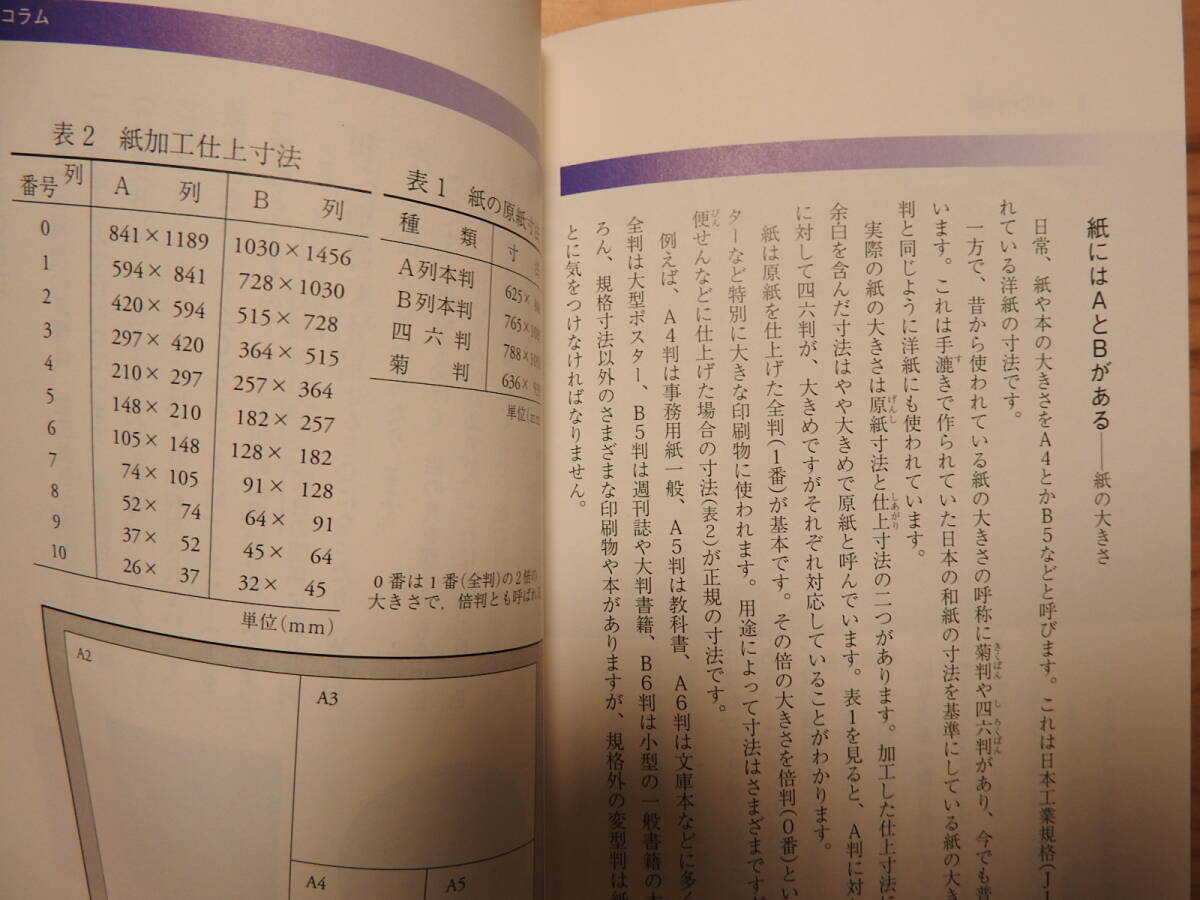 コラム
紙にはAとBがある——紙の大きさ
日常、紙や本の大きさをA4とかB5などと呼びます。これは日本工業規格(JI
れている洋紙の寸法です。
一方で、昔から使われている紙の大きさの呼称に菊判や四六判があり、今でも普
います。これは手漉きで作られていた日本の和紙の寸法を基準にしている紙の大き
判と同じように洋紙にも使われています。
実際の紙の大きさは原紙寸法と仕上寸法の二つがあります。加工した仕上寸法に
余白を含んだ寸法はやや大きめで原紙と呼んでいます。表1を見ると、A判に対
に対して四六判が、大きめですがそれぞれ対応していることがわかります。
紙は原紙を仕上げた全判(1番)が基本です。その倍の大きさを倍判(0番)とい
ターなど特別に大きな印刷物に使われます。用途によって寸法はさまざまですが
便せんなどに仕上げた場合の寸法(表2)が正規の寸法です。
例えば、A4判は事務用紙一般、A5判は教科書、A6判は文庫本などに多く
全判は大型ポスター、B5判は週刊誌や大判書籍、B6判は小型の一般書籍の大
ろん、規格寸法以外のさまざまな印刷物や本がありますが、規格外の変型判は紙
とに気をつけなければなりません。
表1 紙の原紙寸法
種類 寸法
A列本判 625×
B列本判 765×
四六判 788×
菊判 636×
単位(mm)
表2 紙加工仕上寸法
番号 列 A列 B列
0 841×1189 1030×1456
1 594×841 728×1030
2 420×594 515×728
3 297×420 364×515
4 210×297 257×364
5 148×210 182×257
6 105×148 128×182
7 74×105 91×128
8 52×74 64×91
9 37×52 45×64
10 26×37 32×45
単位(mm)
0番は1番(全判)の2倍の
大きさで,倍判とも呼ばれる
A2
A3
A4
A5